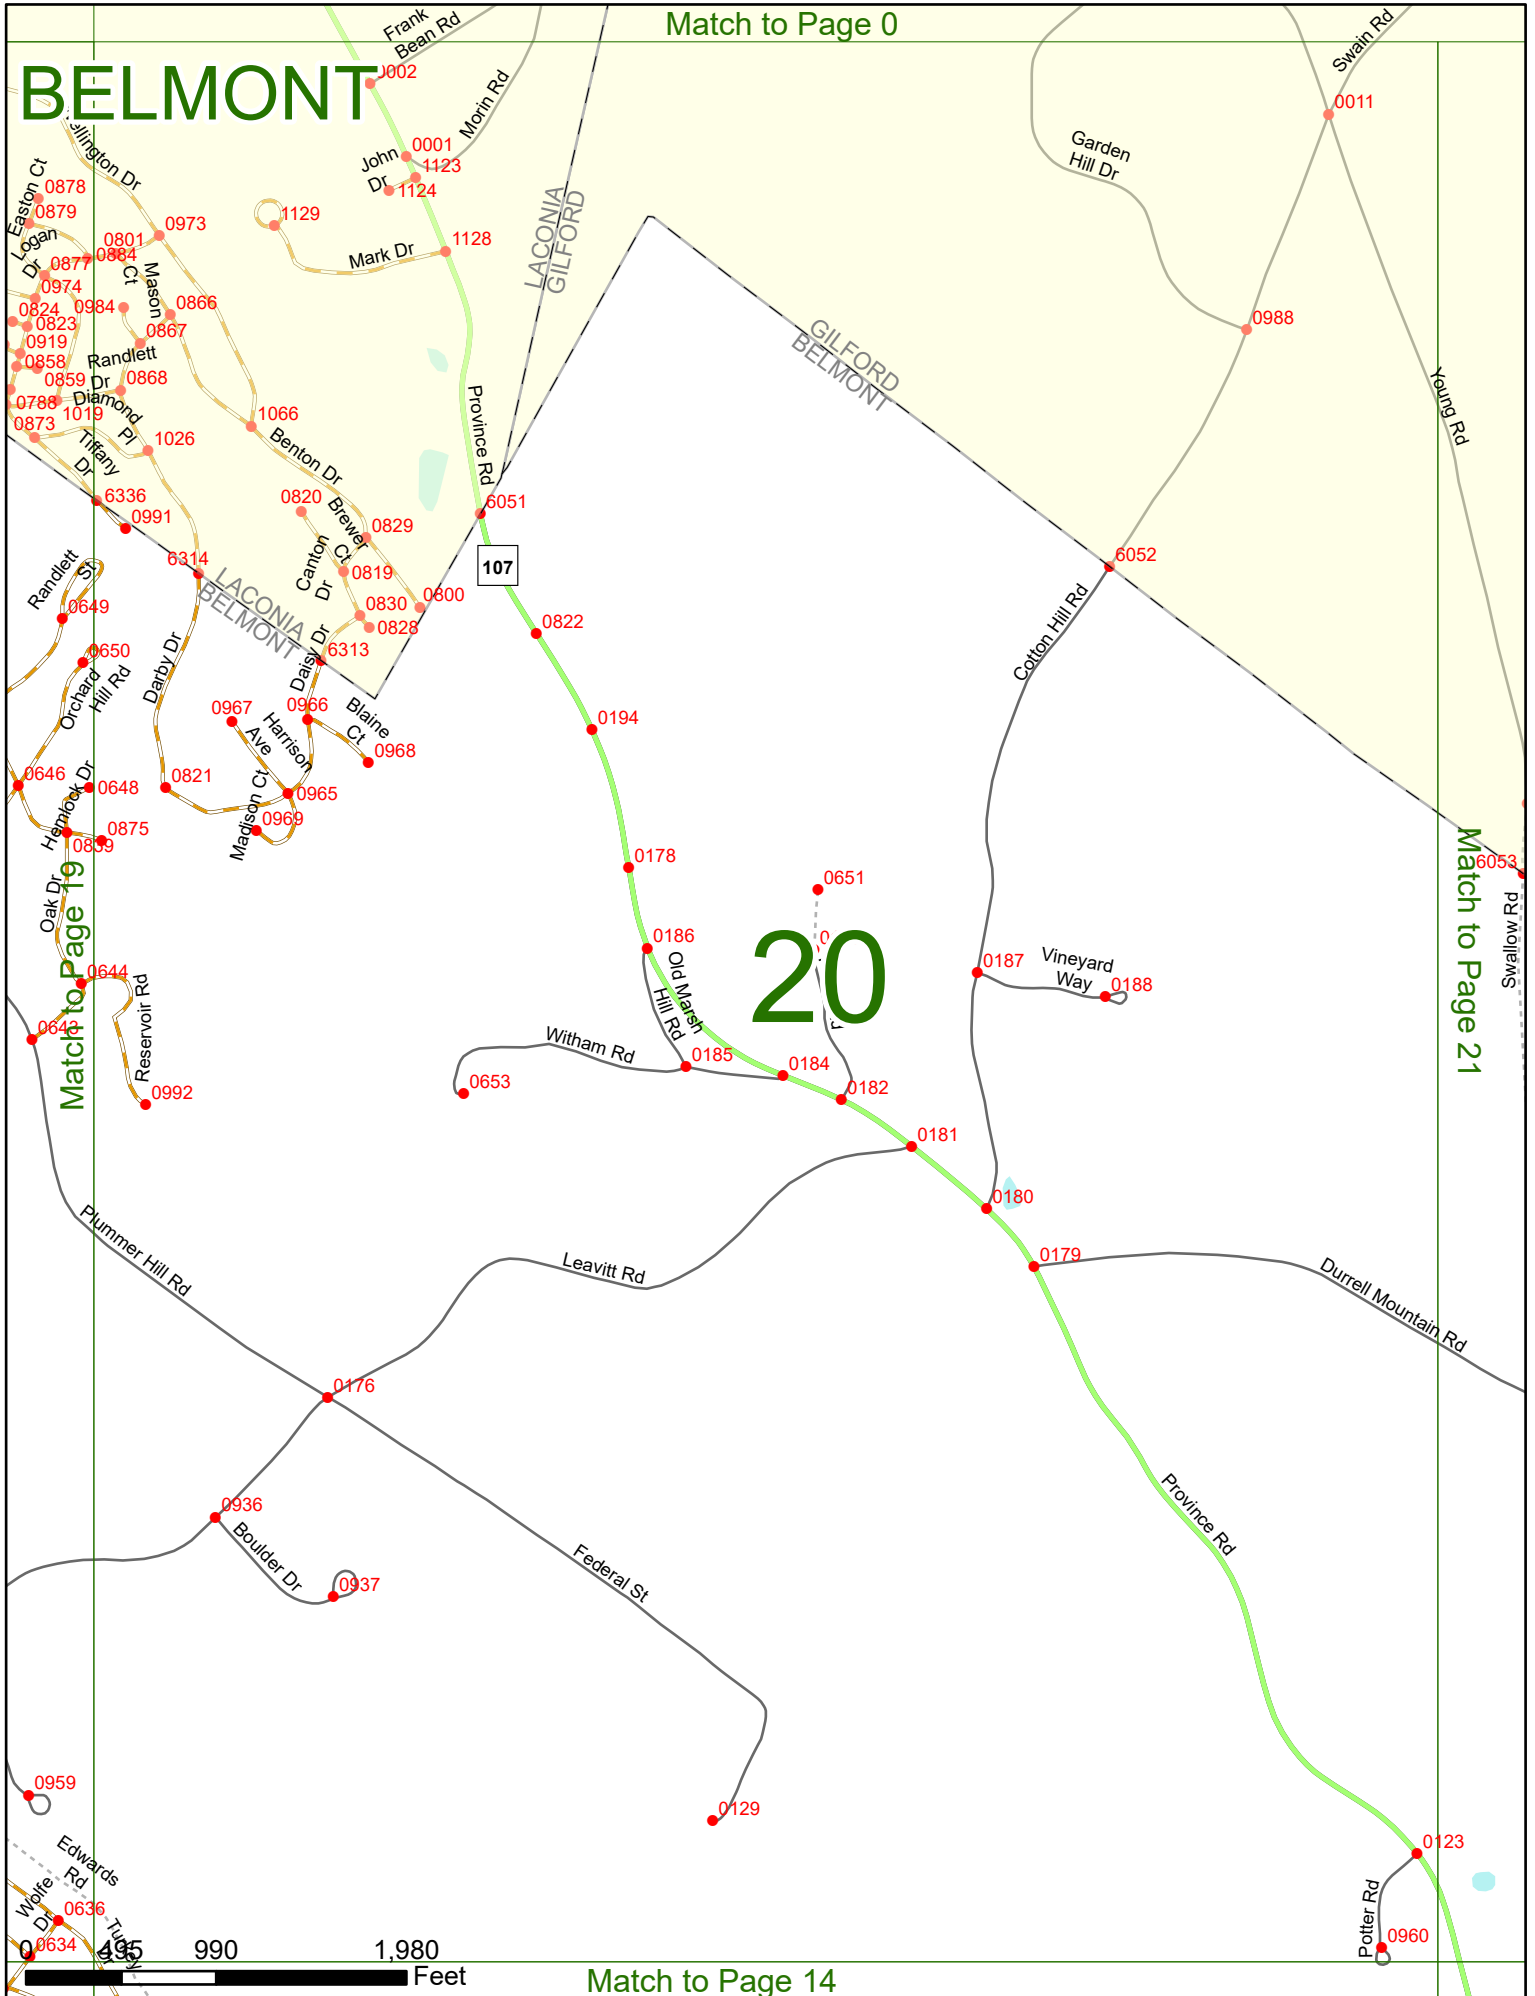 Match to Page 0
BELMONT
Frank
Bean Rd
0002
Morin Rd
Swain Rd
0011
0001
John
Dr
1123
1124
Garden
Hill Dr
ellington Dr
Easton Ct
0878
0879
Logan
Dr
0801
0884
Ct
0973
1129
Mark Dr
1128
LACONIA
GILFORD
0877
0974
0984
Mason
0866
0824
0823
0867
0919
0858
Randlett
Dr
0859
0868
0788
1019
Diamond
Pl
0873
Tiffany
Dr
1026
1066
Benton Dr
Province Rd
GILFORD
BELMONT
0988
Young Rd
6336
0991
0820
Brewer
Ct
0829
6051
107
Randlett
St
6314
LACONIA
BELMONT
Canton
Dr
0819
0830
0800
0828
0822
6052
Cotton Hill Rd
0649
0650
Orchard
Hill Rd
Darby Dr
Daisy Dr
6313
0967
Harrison
Ave
0966
Blaine
Ct
0968
0194
0646
Hemlock Dr
0648
0821
0965
Madison Ct
0969
0875
0839
Oak Dr
Match to Page 19
0178
0651
0
20
6053
Match to Page 21
Swallow Rd
0186
Old Marsh
Hill Rd
0187
Vineyard
Way
0188
0644
Reservoir Rd
0643
0992
Witham Rd
0653
0185
0184
0182
0181
0180
0179
Plummer Hill Rd
Leavitt Rd
Durrell Mountain Rd
0176
0936
Boulder Dr
0937
Federal St
Province Rd
0959
0129
0123
Edwards
Rd
Wolfe
Dr
0636
0634
Turkey
Dr
Potter Rd
0960
0 495 990 1,980
Feet
Match to Page 14